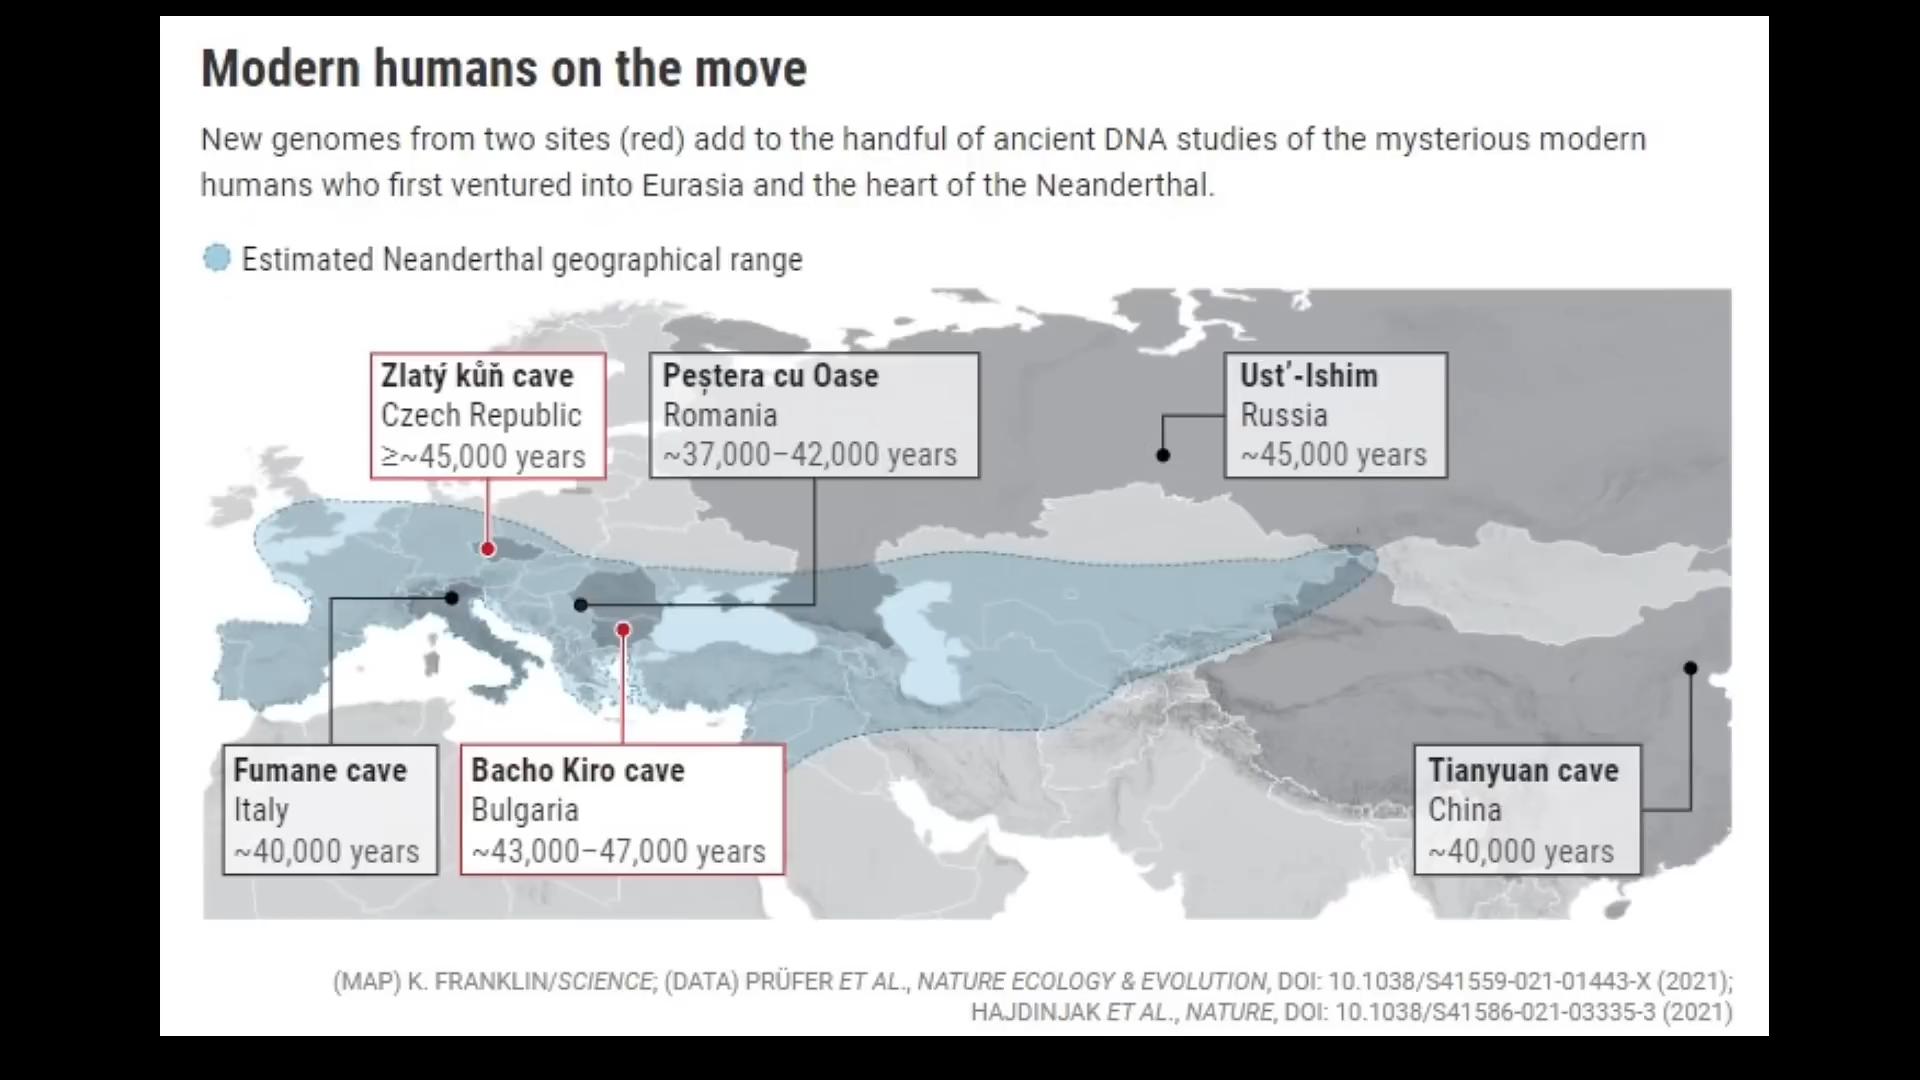 Modern humans on the move
New genomes from two sites (red) add to the handful of ancient DNA studies of the mysterious modern
humans who first ventured into Eurasia and the heart of the Neanderthal.
Estimated Neanderthal geographical range
Zlatý kůň cave
Czech Republic
≥~45,000 years
Peștera cu Oase
Romania
~37,000–42,000 years
Ust’-Ishim
Russia
~45,000 years
Fumane cave
Italy
~40,000 years
Bacho Kiro cave
Bulgaria
~43,000–47,000 years
Tianyuan cave
China
~40,000 years
(MAP) K. FRANKLIN/SCIENCE; (DATA) PRÜFER ET AL., NATURE ECOLOGY & EVOLUTION, DOI: 10.1038/S41559-021-01443-X (2021);
HAJDINJAK ET AL., NATURE, DOI: 10.1038/S41586-021-03335-3 (2021)